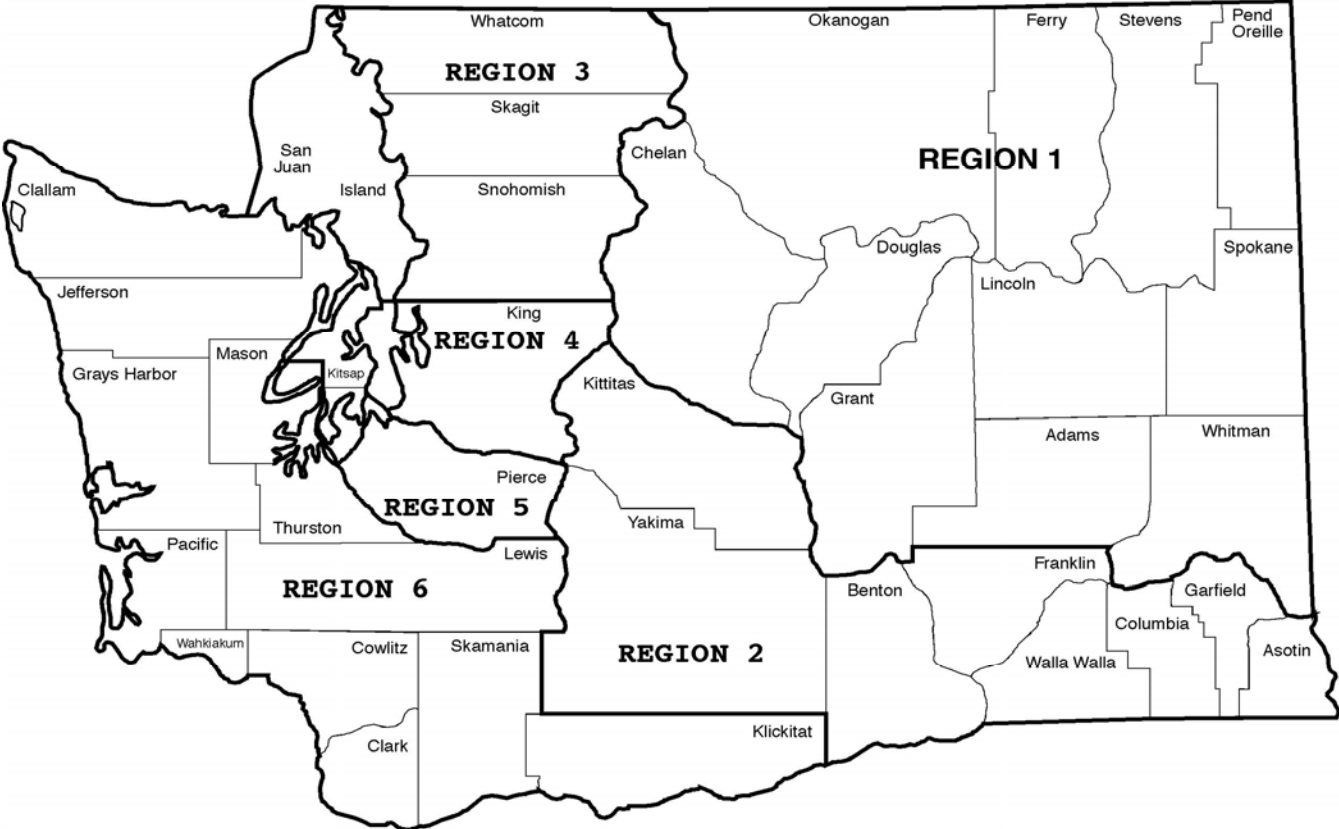 Whatcom
Okanogan
Ferry
Stevens
Pend
Oreille
REGION 3
Skagit
San
Juan
Chelan
REGION 1
Clallam
Island
Snohomish
Douglas
Spokane
Jefferson
Lincoln
King
REGION 4
Mason
Grays Harbor
Kitsap
Kittitas
Grant
Adams
Whitman
Pierce
REGION 5
Thurston
Yakima
Pacific
Lewis
Franklin
REGION 6
Benton
Garfield
Columbia
Wahkiakum
Cowlitz
Skamania
REGION 2
Walla Walla
Asotin
Klickitat
Clark